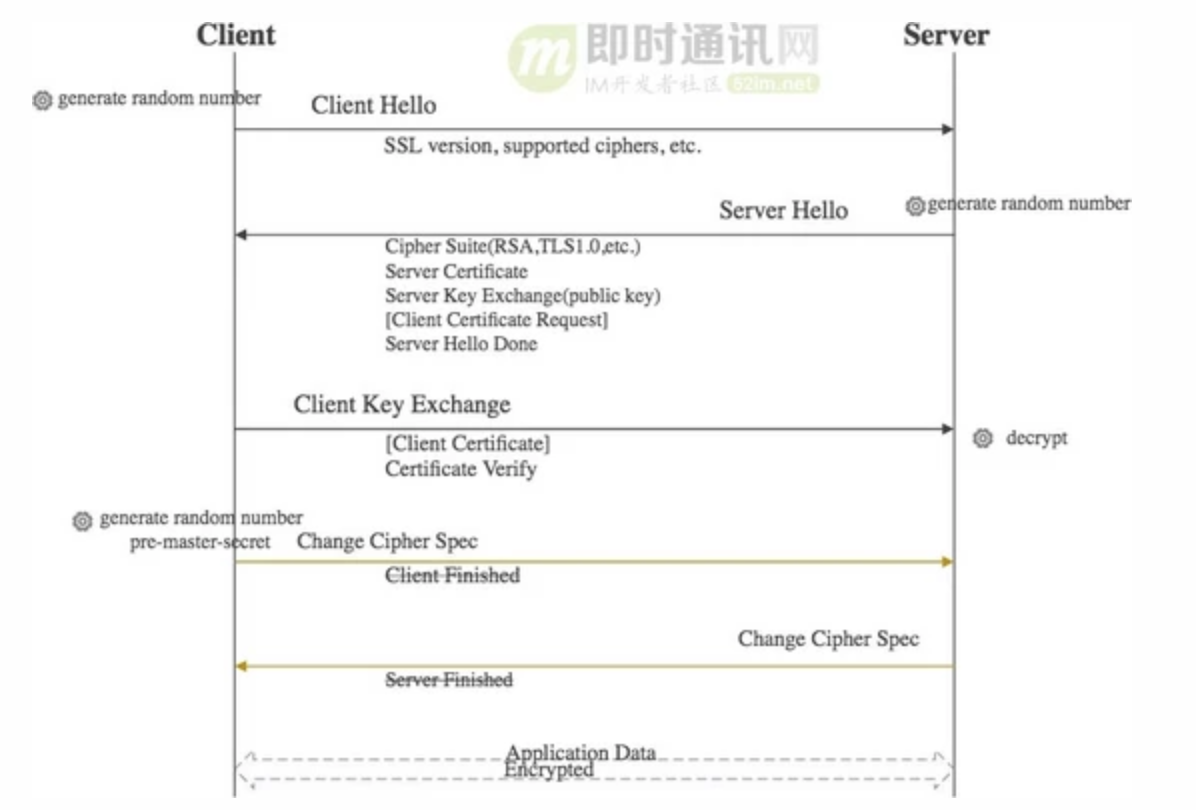 Client
Server
m 即时通讯网
IM开发者社区 52im.net
generate random number
Client Hello
SSL version, supported ciphers, etc.
Server Hello
generate random number
Cipher Suite(RSA,TLS1.0,etc.)
Server Certificate
Server Key Exchange(public key)
[Client Certificate Request]
Server Hello Done
Client Key Exchange
[Client Certificate]
Certificate Verify
decrypt
generate random number
pre-master-secret
Change Cipher Spec
Client Finished
Change Cipher Spec
Server Finished
Application Data
Encrypted